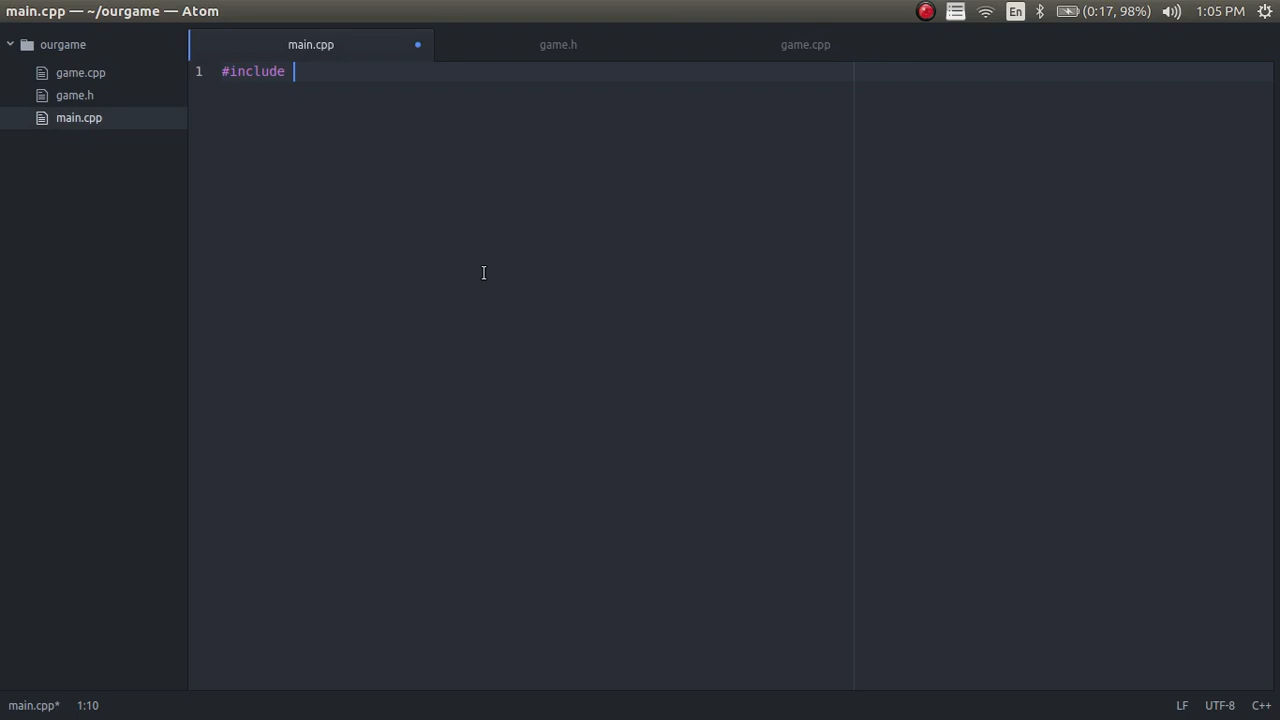 main.cpp — ~/ourgame — Atom
En
(0:17, 98%)
1:05 PM
ourgame
game.cpp
game.h
main.cpp
main.cpp
game.h
game.cpp
1 #include
main.cpp* 1:10
LF UTF-8 C++